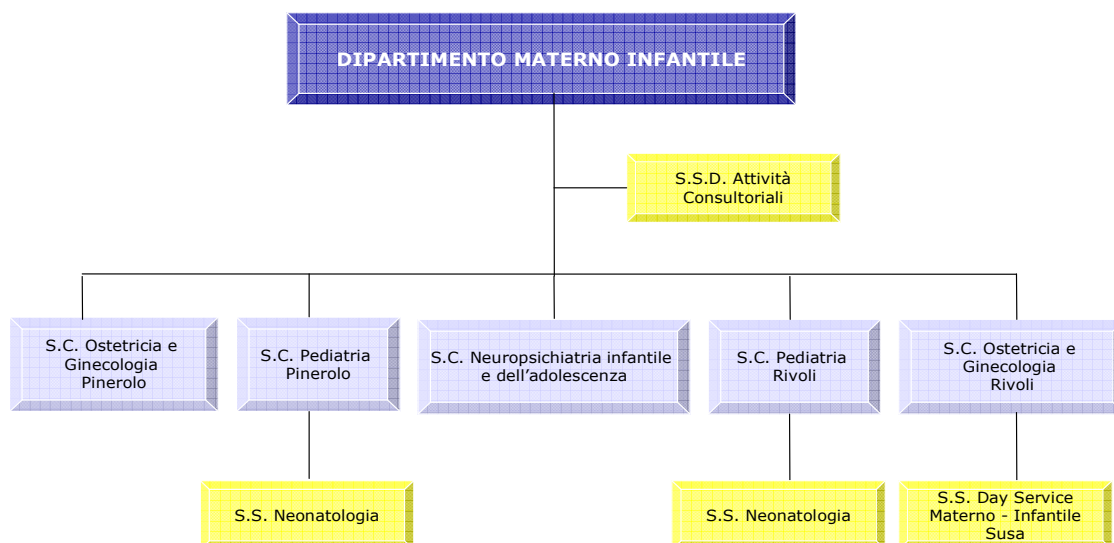 DIPARTIMENTO MATERNO INFANTILE
S.S.D. Attività
Consultoriali
S.C. Ostetricia e
Ginecologia
Pinerolo
S.C. Pediatria
Pinerolo
S.C. Neuropsichiatria infantile
e dell’adolescenza
S.C. Pediatria
Rivoli
S.C. Ostetricia e
Ginecologia
Rivoli
S.S. Neonatologia
S.S. Neonatologia
S.S. Day Service
Materno - Infantile
Susa